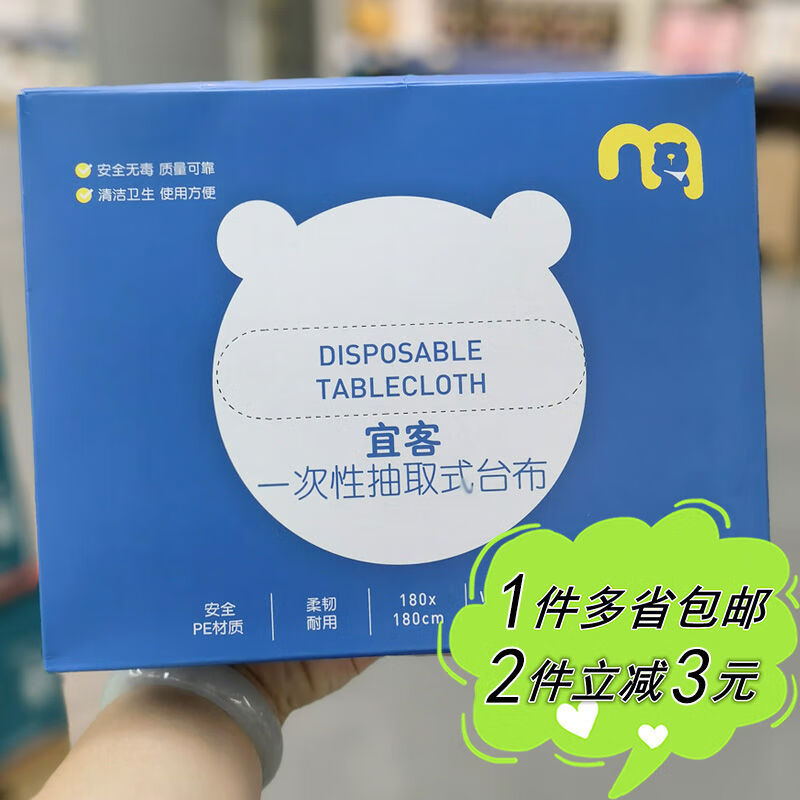 安全无毒 质量可靠
清洁卫生 使用方便
DISPOSABLE
TABLECLOTH
宜客
一次性抽取式台布
安全
PE材质
柔韧
耐用
180x
180cm
1件多省包邮
2件立减3元